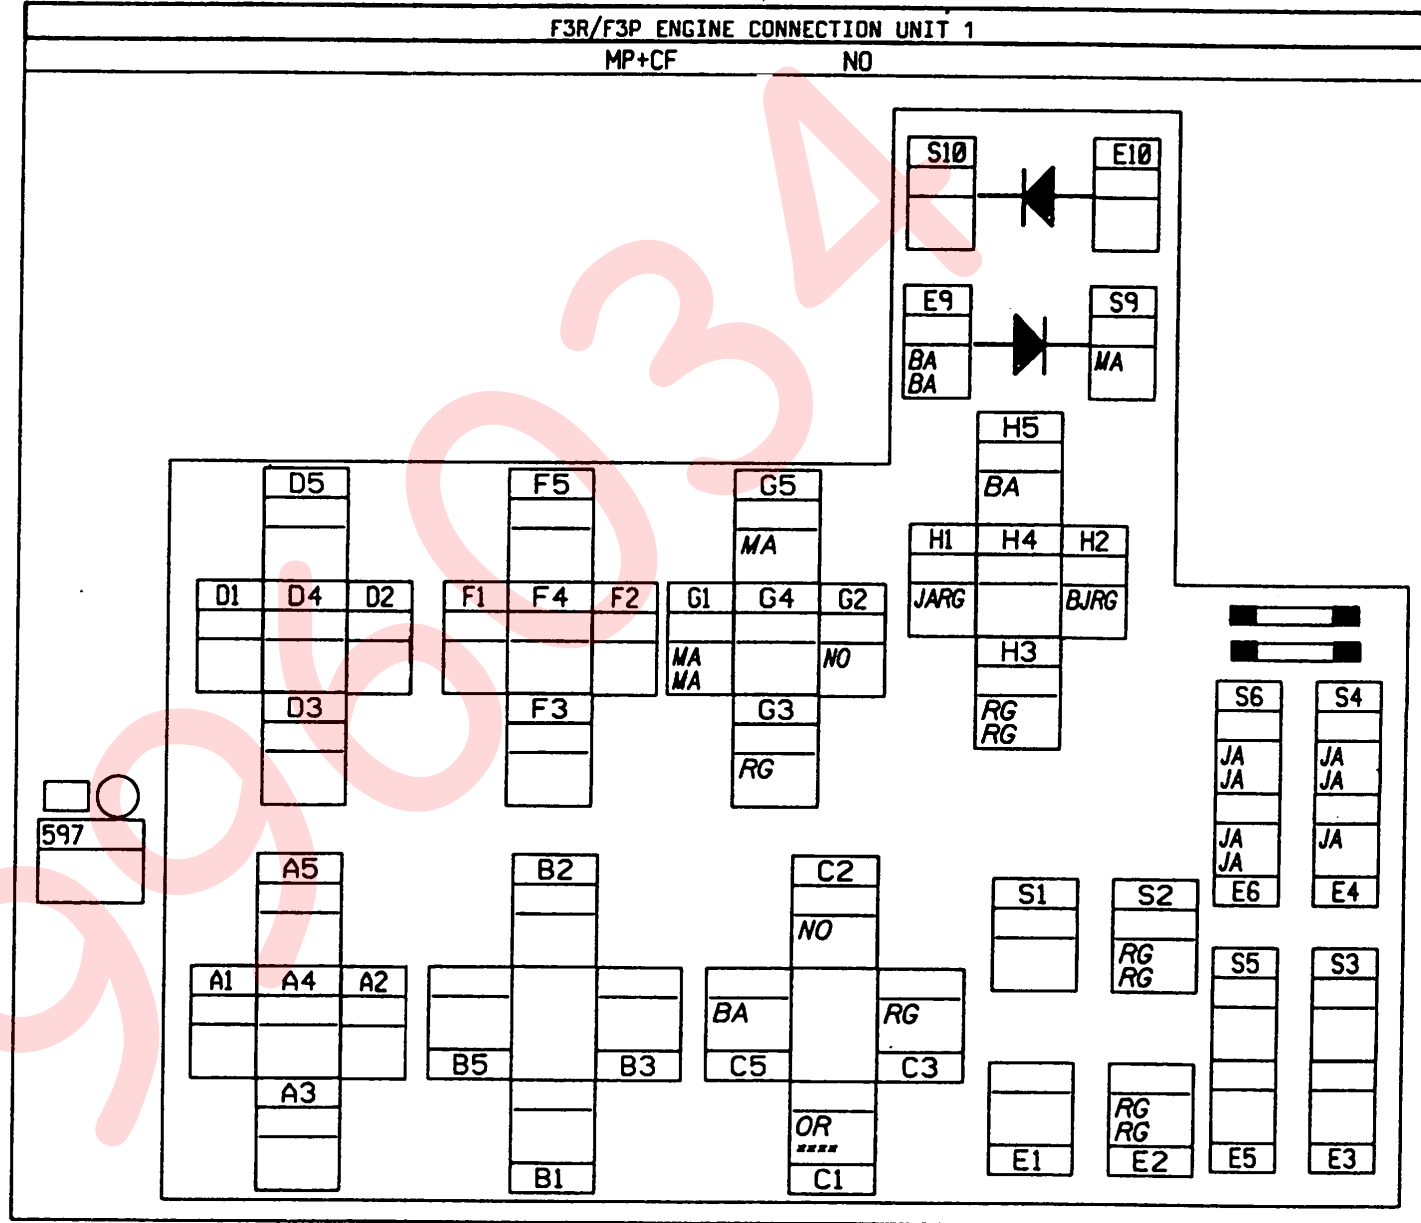 F3R/F3P ENGINE CONNECTION UNIT 1
MP+CF NO
S10 E10
E9 S9
BA MA
BA
H5
BA
D5 F5 G5
MA
H1 H4 H2
JARG BJRG
D1 D4 D2 F1 F4 F2 G1 G4 G2
MA NO
MA
H3
RG
RG
D3 F3 G3
RG
S6 S4
JA JA
JA JA
JA JA
JA
E6 E4
597
A5 B2 C2
NO
S1 S2
RG
RG
A1 A4 A2
BA RG
B5 B3 C5 C3
S5 S3
A3
OR
****
B1 C1
RG
RG
E1 E2 E5 E3
996034